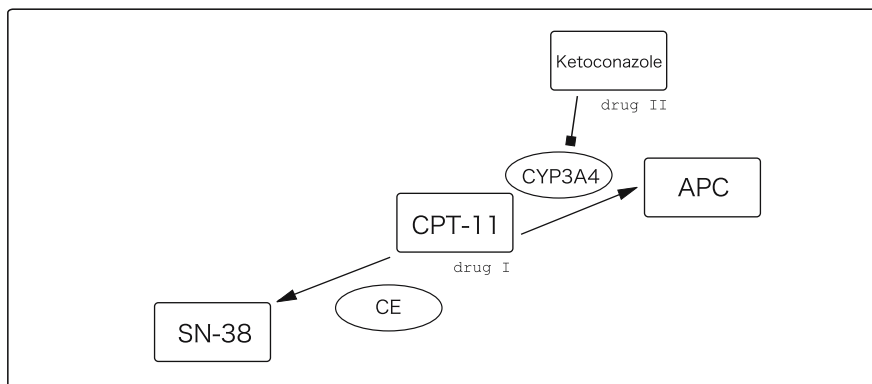 Ketoconazole
drug II
CYP3A4
APC
CPT-11
drug I
CE
SN-38